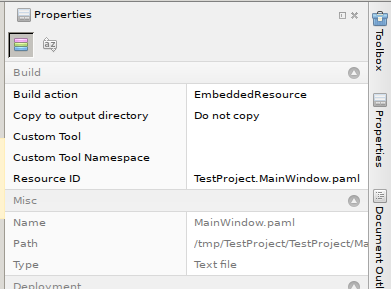 Properties
Build
Build action EmbeddedResource
Copy to output directory Do not copy
Custom Tool
Custom Tool Namespace
Resource ID TestProject.MainWindow.paml
Misc
Name MainWindow.paml
Path /tmp/TestProject/TestProject/Ma
Type Text file
Deployment
Toolbox
Properties
Document Outl